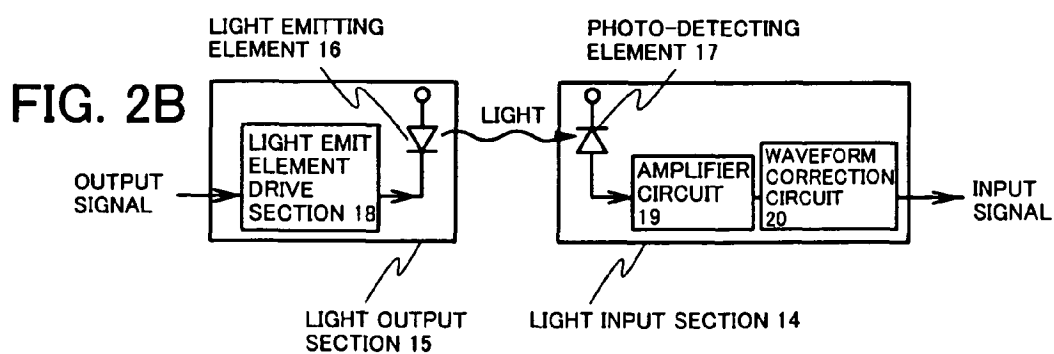 LIGHT EMITTING
ELEMENT 16
PHOTO-DETECTING
ELEMENT 17
FIG. 2B
LIGHT
LIGHT EMIT
ELEMENT
DRIVE
SECTION 18
OUTPUT
SIGNAL
AMPLIFIER
CIRCUIT
19
WAVEFORM
CORRECTION
CIRCUIT
20
INPUT
SIGNAL
LIGHT OUTPUT
SECTION 15
LIGHT INPUT SECTION 14